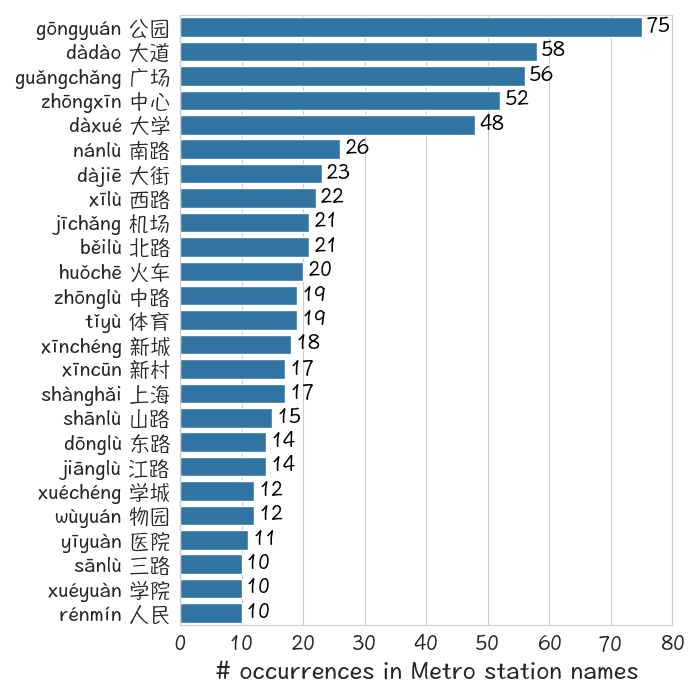 gōngyuán 公园 75
dàdào 大道 58
guǎngchǎng 广场 56
zhōngxīn 中心 52
dàxué 大学 48
nánlù 南路 26
dàjiē 大街 23
xīlù 西路 22
jīchǎng 机场 21
běilù 北路 21
huǒchē 火车 20
zhōnglù 中路 19
tǐyù 体育 19
xīnchéng 新城 18
xīncūn 新村 17
shànghǎi 上海 17
shānlù 山路 15
dōnglù 东路 14
jiānglù 江路 14
xuéchéng 学城 12
wùyuán 物园 12
yīyuàn 医院 11
sānlù 三路 10
xuéyuàn 学院 10
rénmín 人民 10
0 10 20 30 40 50 60 70 80
# occurrences in Metro station names